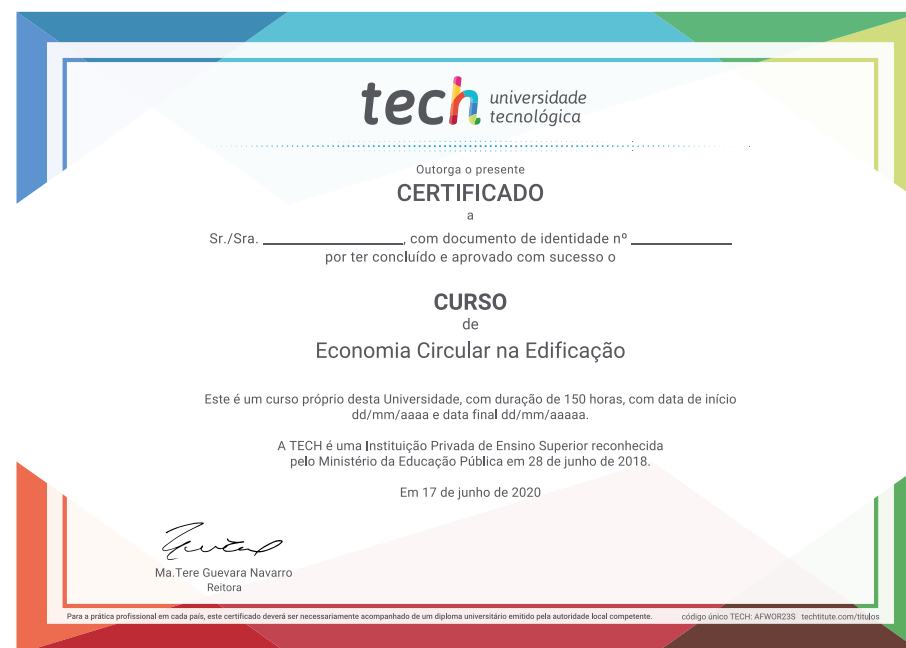 tech universidade
tecnológica
Outorga o presente
CERTIFICADO
a
Sr./Sra. , com documento de identidade nº
por ter concluído e aprovado com sucesso o
CURSO
de
Economia Circular na Edificação
Este é um curso próprio desta Universidade, com duração de 150 horas, com data de início
dd/mm/aaaa e data final dd/mm/aaaaa.
A TECH é uma Instituição Privada de Ensino Superior reconhecida
pelo Ministério da Educação Pública em 28 de junho de 2018.
Em 17 de junho de 2020
Ma.Tere Guevara Navarro
Reitora
Para a prática profissional em cada país, este certificado deverá ser necessariamente acompanhado de um diploma universitário emitido pela autoridade local competente. código único TECH: AFWOR23S techtitute.com/titulos